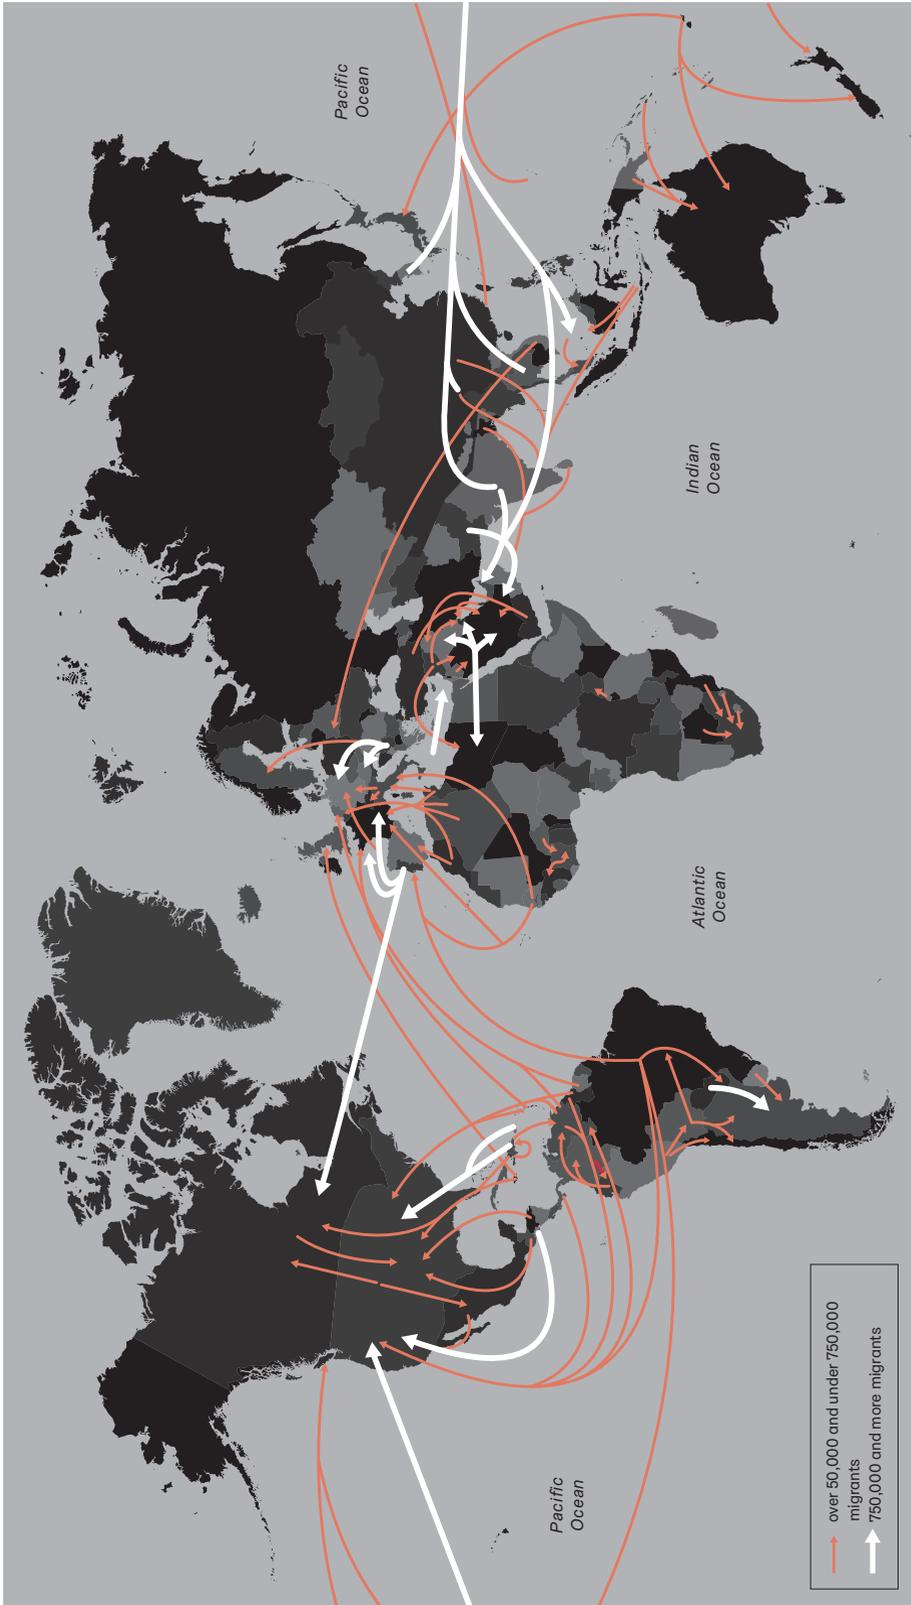 Pacific
Ocean
Atlantic
Ocean
Indian
Ocean
Pacific
Ocean
over 50,000 and under 750,000
migrants
750,000 and more migrants